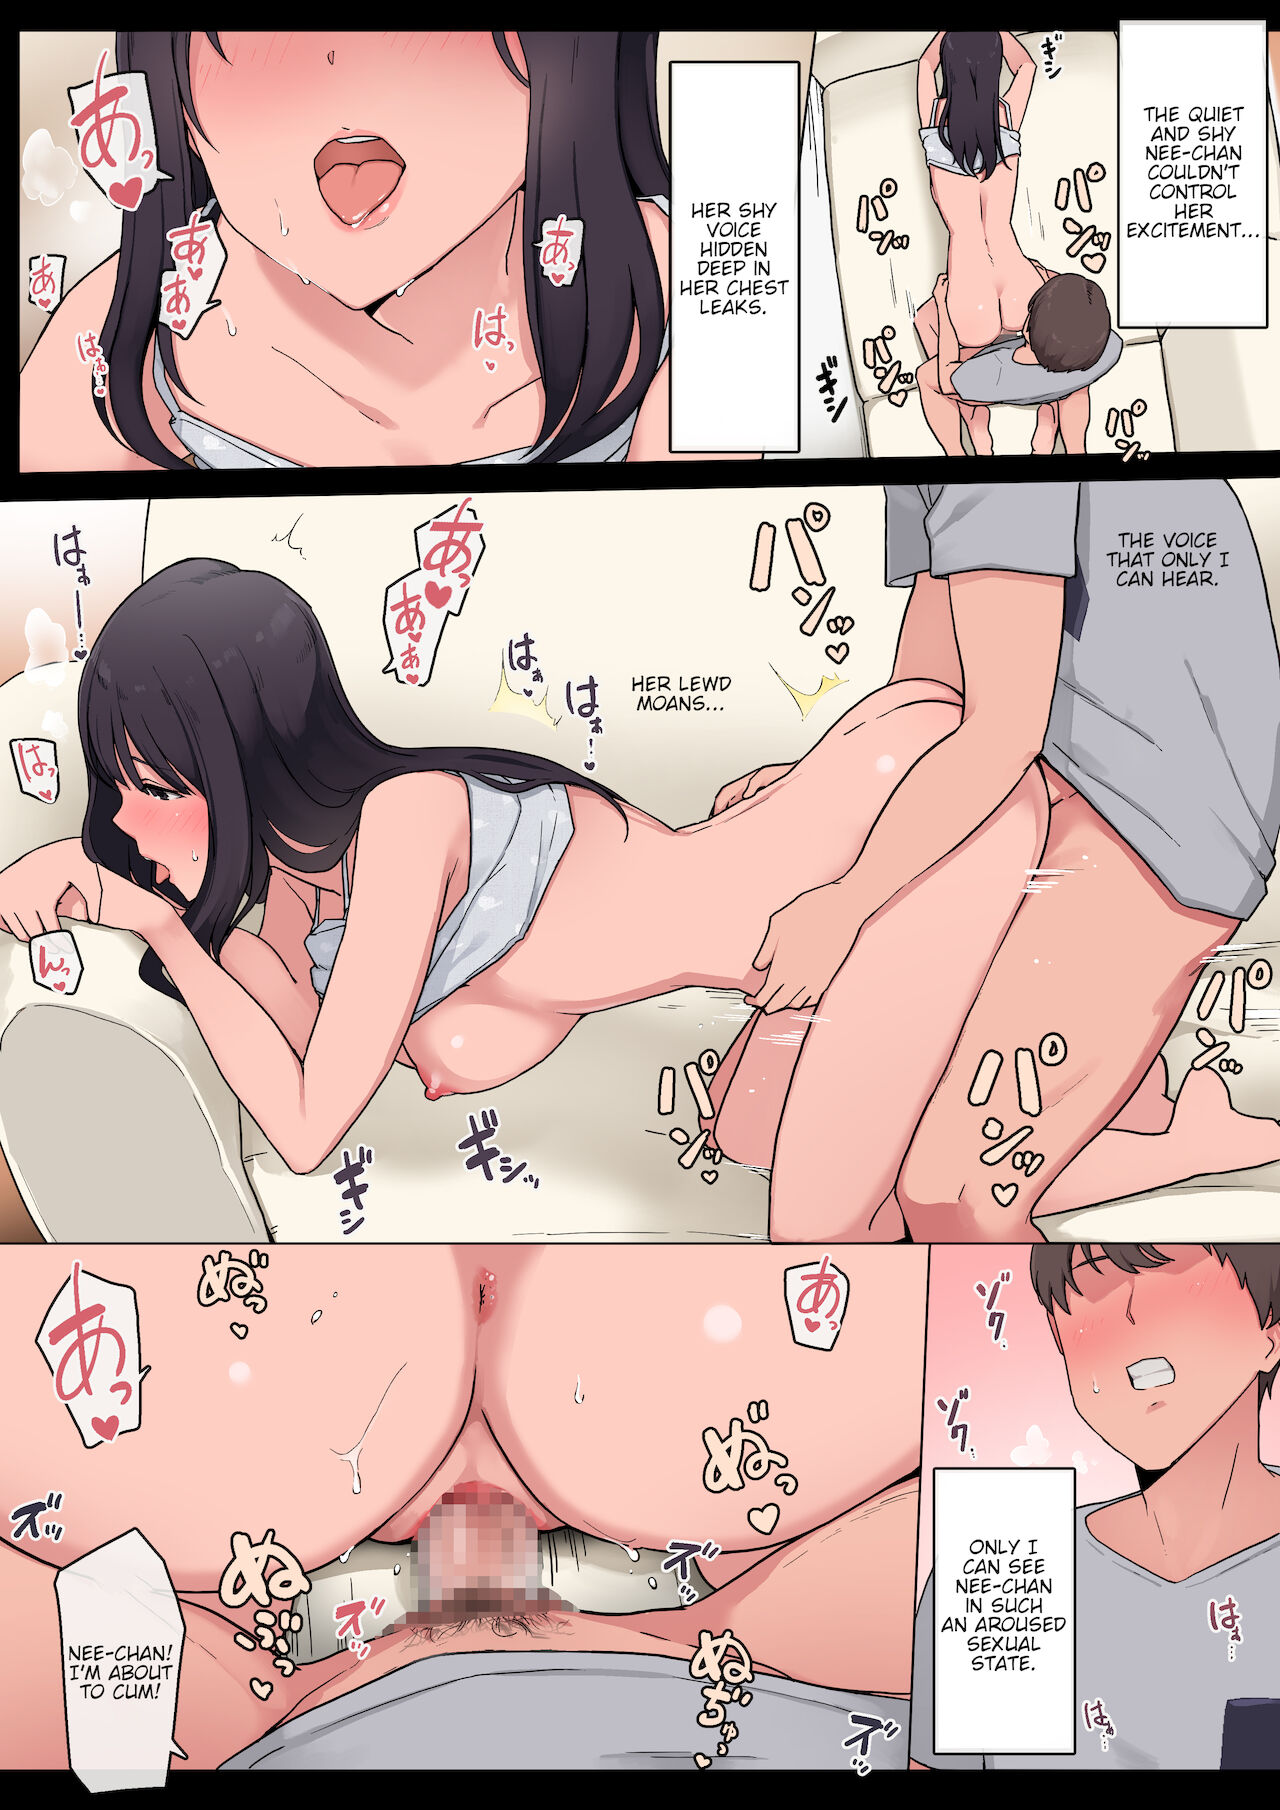 THE QUIET
AND SHY
NEE-CHAN
COULDN'T
CONTROL
HER
EXCITEMENT...
ギシ
パンッ
パンッ
パンッ
パンッ
ギギシ
HER SHY
VOICE
HIDDEN
DEEP IN
HER CHEST
LEAKS.
あっ
あぁ
あぁ
あっ
あ
はっ
はぁ
THE VOICE
THAT ONLY I
CAN HEAR.
パンッ
HER LEWD
MOANS...
あっ
あぁ
あぁ
はぁ
はぁ
はぁー…
はっ
んっ
パンッ
パンッ
パンッ
ギシッ
ギシ
ゾク
ゾク
ONLY I
CAN SEE
NEE-CHAN
IN SUCH
AN AROUSED
SEXUAL
STATE.
はぁ…
はぁ…
あっ
ぬっ
ぬっ
あっ
ズッ
ズッ
ズッ
ズッ
ぬぶっ
ぬぢゅっ
NEE-CHAN!
I'M ABOUT
TO CUM!